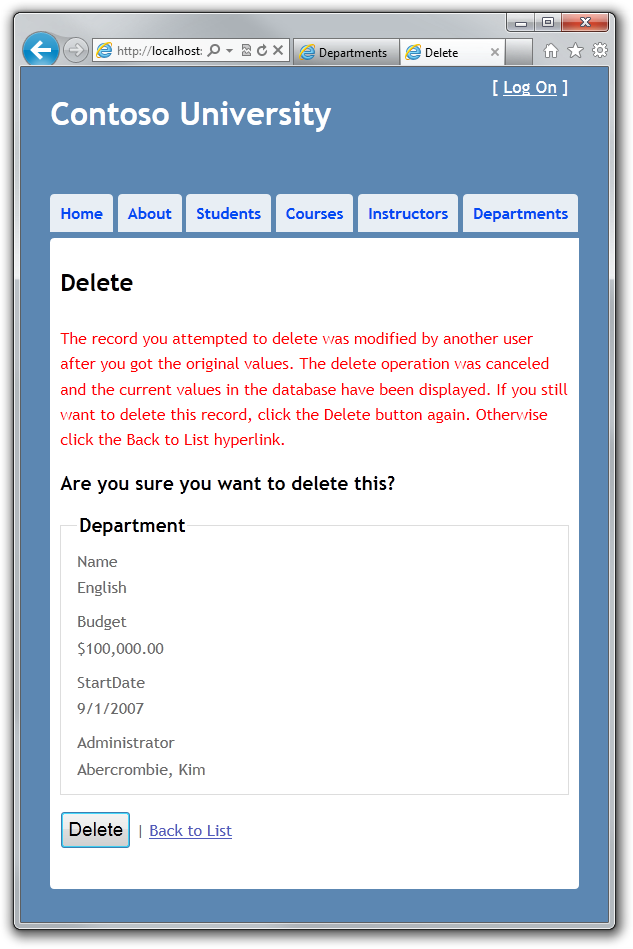 http://localhost:
Departments
Delete
[ Log On ]
Contoso University
Home
About
Students
Courses
Instructors
Departments
Delete
The record you attempted to delete was modified by another user
after you got the original values. The delete operation was canceled
and the current values in the database have been displayed. If you still
want to delete this record, click the Delete button again. Otherwise
click the Back to List hyperlink.
Are you sure you want to delete this?
Department
Name
English
Budget
$100,000.00
StartDate
9/1/2007
Administrator
Abercrombie, Kim
Delete | Back to List